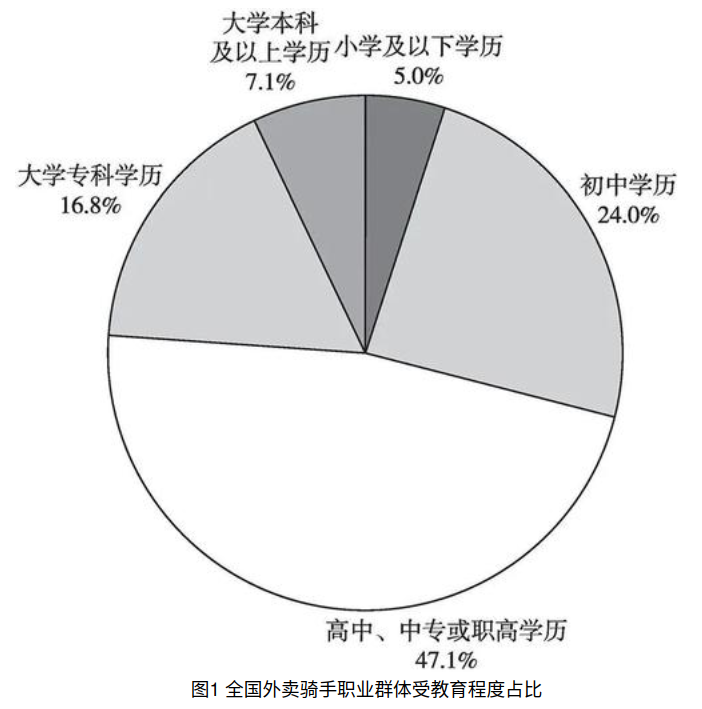 大学本科
及以上学历
7.1%
小学及以下学历
5.0%
大学专科学历
16.8%
初中学历
24.0%
高中、中专或职高学历
47.1%
图1 全国外卖骑手职业群体受教育程度占比